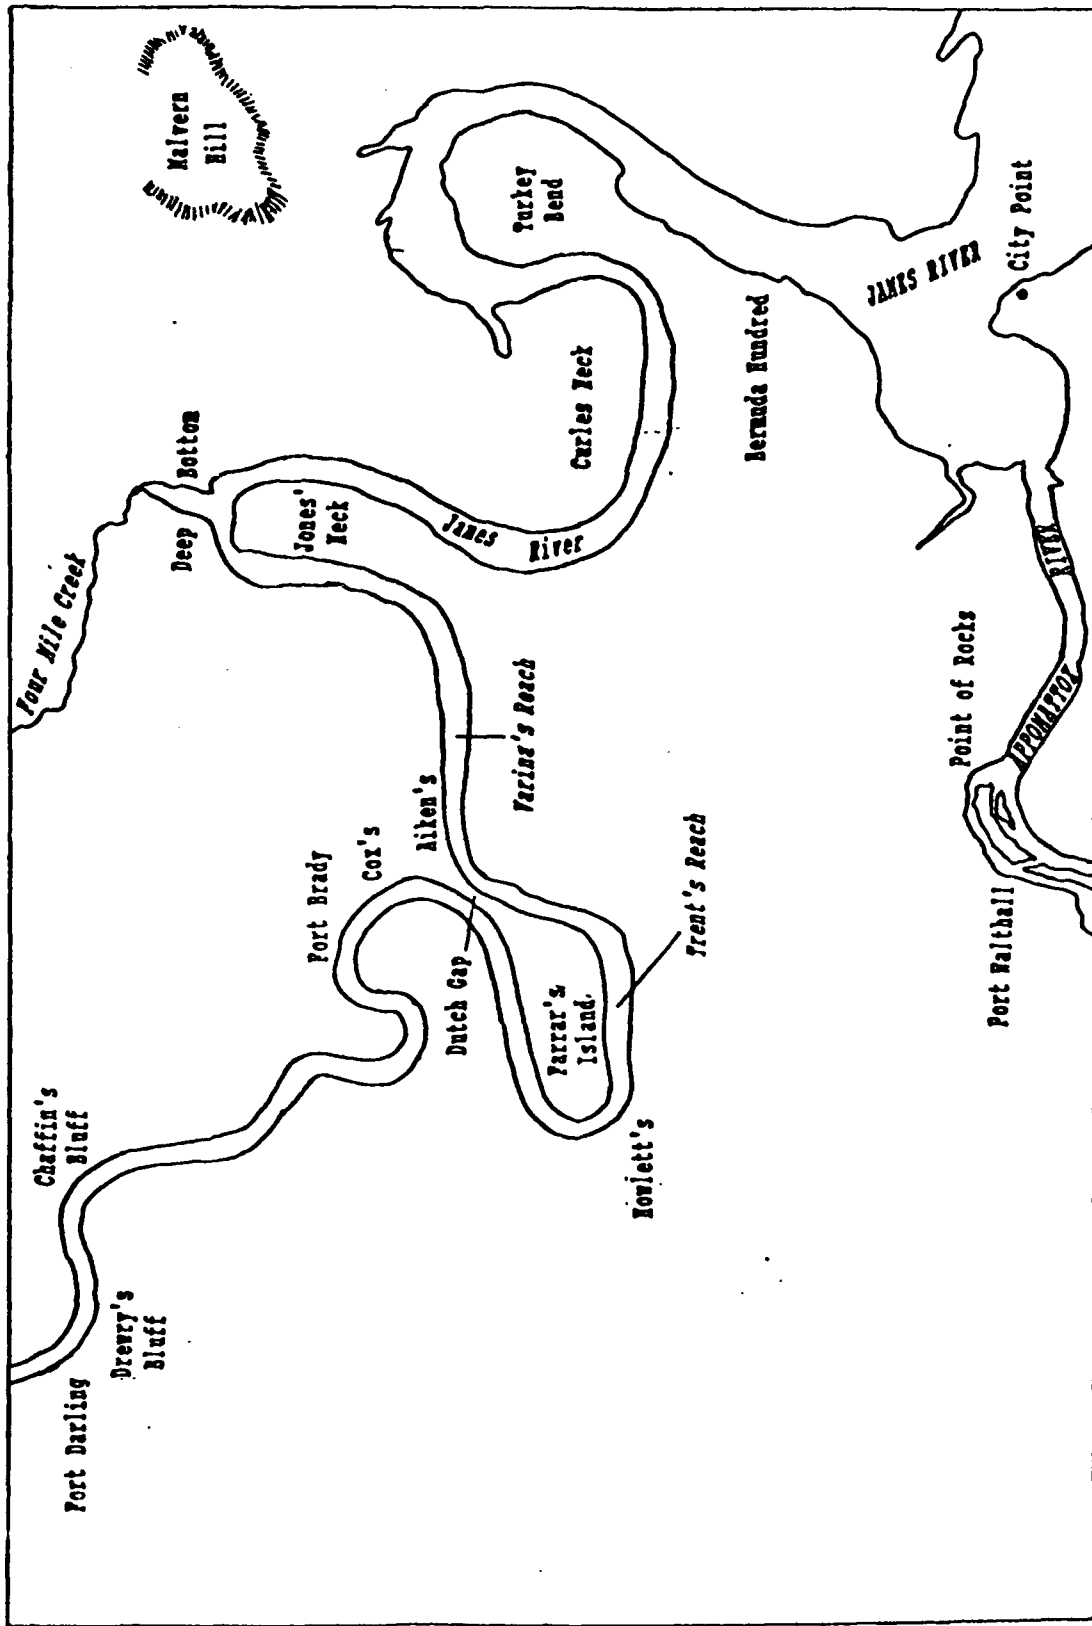 Fort Darling
Drewry's
Bluff
Chaffin's
Bluff
Four Mile Creek
Malvern
Hill
Deep
Bottom
Fort Brady
Cox's
Aiken's
Jones'
Neck
James
River
Turkey
Bend
Curles Neck
Dutch Gap
Varina's Reach
Farrar's
Island
Howlett's
Trent's Reach
Bermuda Hundred
JAMES RIVER
City Point
Point of Rocks
APPOMATTOX
RIVER
Port Walthall